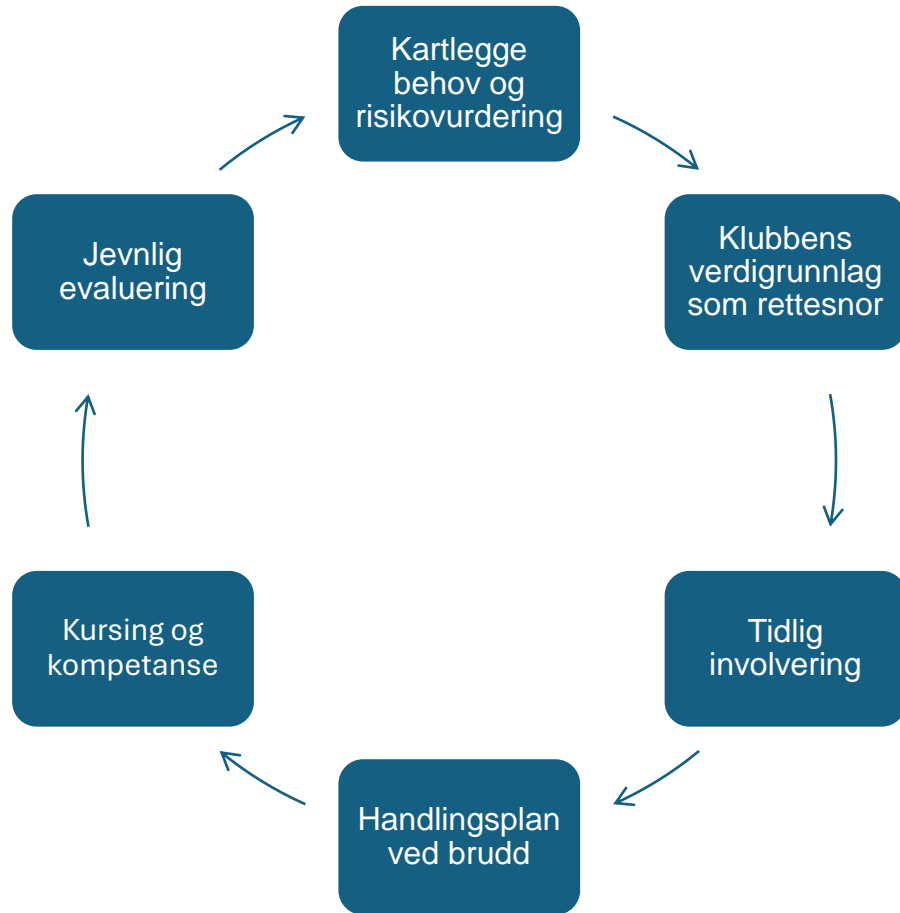 Kartlegge
behov og
risikovurdering
Klubbens
verdigrunnlag
som rettesnor
Tidlig
involvering
Handlingsplan
ved brudd
Kursing og
kompetanse
Jevnlig
evaluering